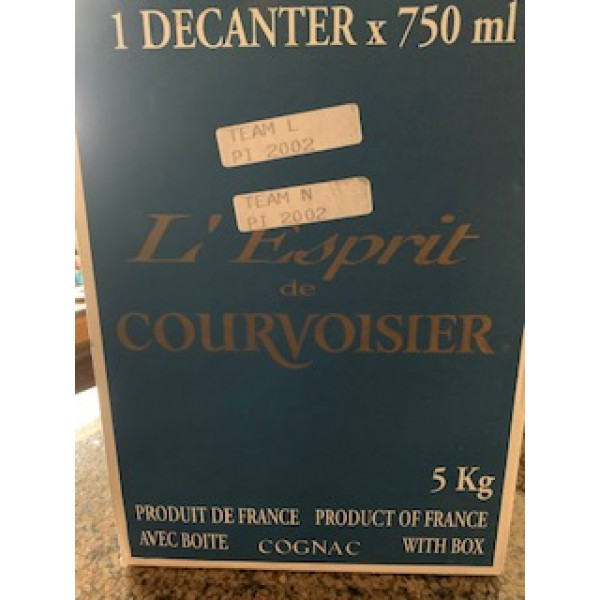 1 DECANTER x 750 ml
TEAM L
PI 2002
TEAM N
PI 2002
L'Esprit
de
COURVOISIER
5 Kg
PRODUIT DE FRANCE PRODUCT OF FRANCE
AVEC BOITE COGNAC WITH BOX